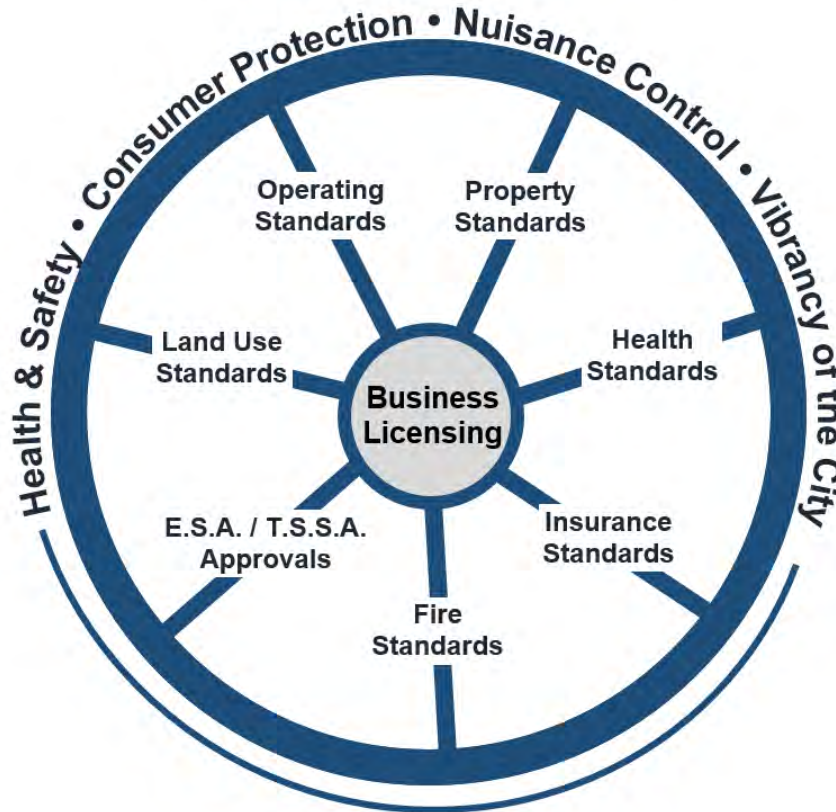 Health & Safety • Consumer Protection • Nuisance Control • Vibrancy of the City
Operating
Standards
Property
Standards
Land Use
Standards
Health
Standards
Business
Licensing
E.S.A. / T.S.S.A.
Approvals
Insurance
Standards
Fire
Standards